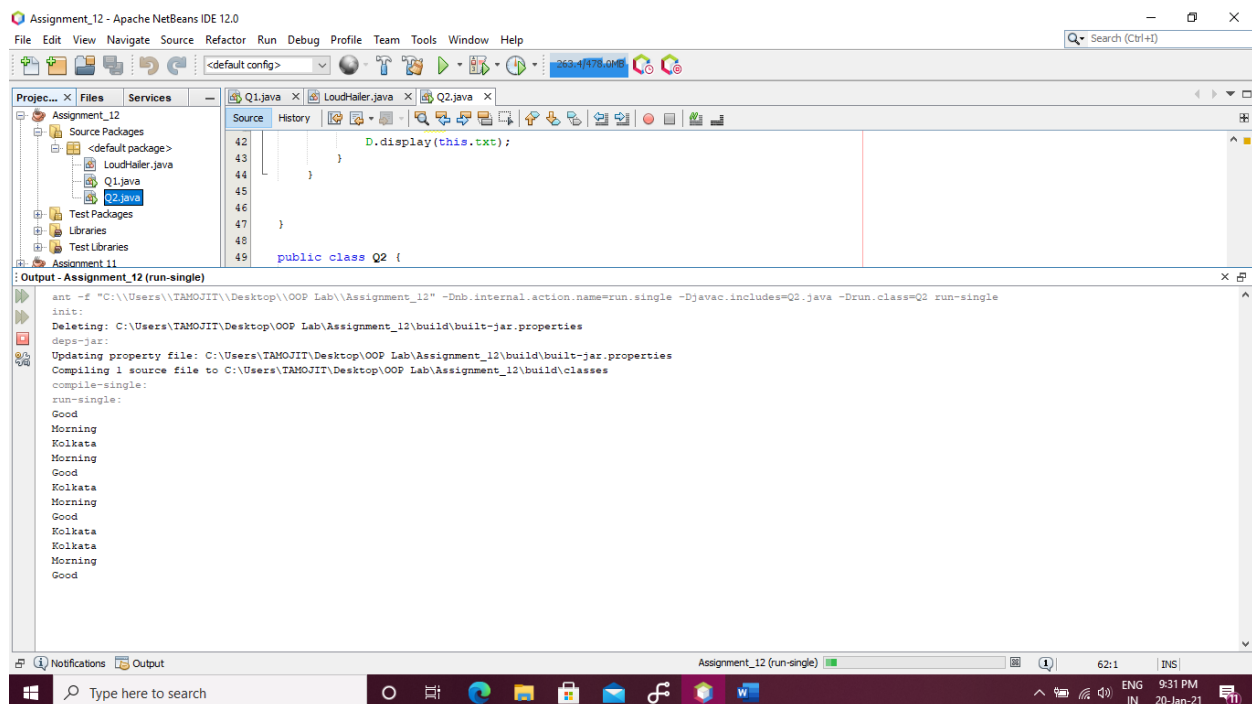 Assignment_12 - Apache NetBeans IDE 12.0
File Edit View Navigate Source Refactor Run Debug Profile Team Tools Window Help
Search (Ctrl+I)
<default config>
263.4/478.0MB
Projec... Files Services
Q1.java LoudHailer.java Q2.java
Assignment_12
Source Packages
<default package>
LoudHailer.java
Q1.java
Q2.java
Test Packages
Libraries
Test Libraries
Assignment 11
Source History
42 D.display(this.txt);
43 }
44 }
45
46
47 }
48
49 public class Q2 {
Output - Assignment_12 (run-single)
ant -f "C:\\Users\\TAMOJIT\\Desktop\\OOP Lab\\Assignment_12" -Dnb.internal.action.name=run.single -Djavac.includes=Q2.java -Drun.class=Q2 run-single
init:
Deleting: C:\Users\TAMOJIT\Desktop\OOP Lab\Assignment_12\build\built-jar.properties
deps-jar:
Updating property file: C:\Users\TAMOJIT\Desktop\OOP Lab\Assignment_12\build\built-jar.properties
Compiling 1 source file to C:\Users\TAMOJIT\Desktop\OOP Lab\Assignment_12\build\classes
compile-single:
run-single:
Good
Morning
Kolkata
Morning
Good
Kolkata
Morning
Good
Kolkata
Kolkata
Morning
Good
Notifications Output
Assignment_12 (run-single)
1
62:1
INS
Type here to search
ENG
IN
9:31 PM
20-Jan-21
11